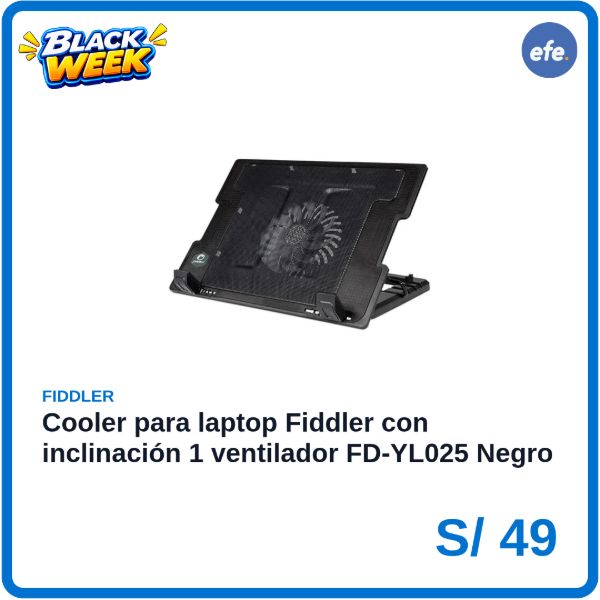 BLACK
WEEK
efe.
FIDDLER
Cooler para laptop Fiddler con
inclinación 1 ventilador FD-YL025 Negro
S/ 49